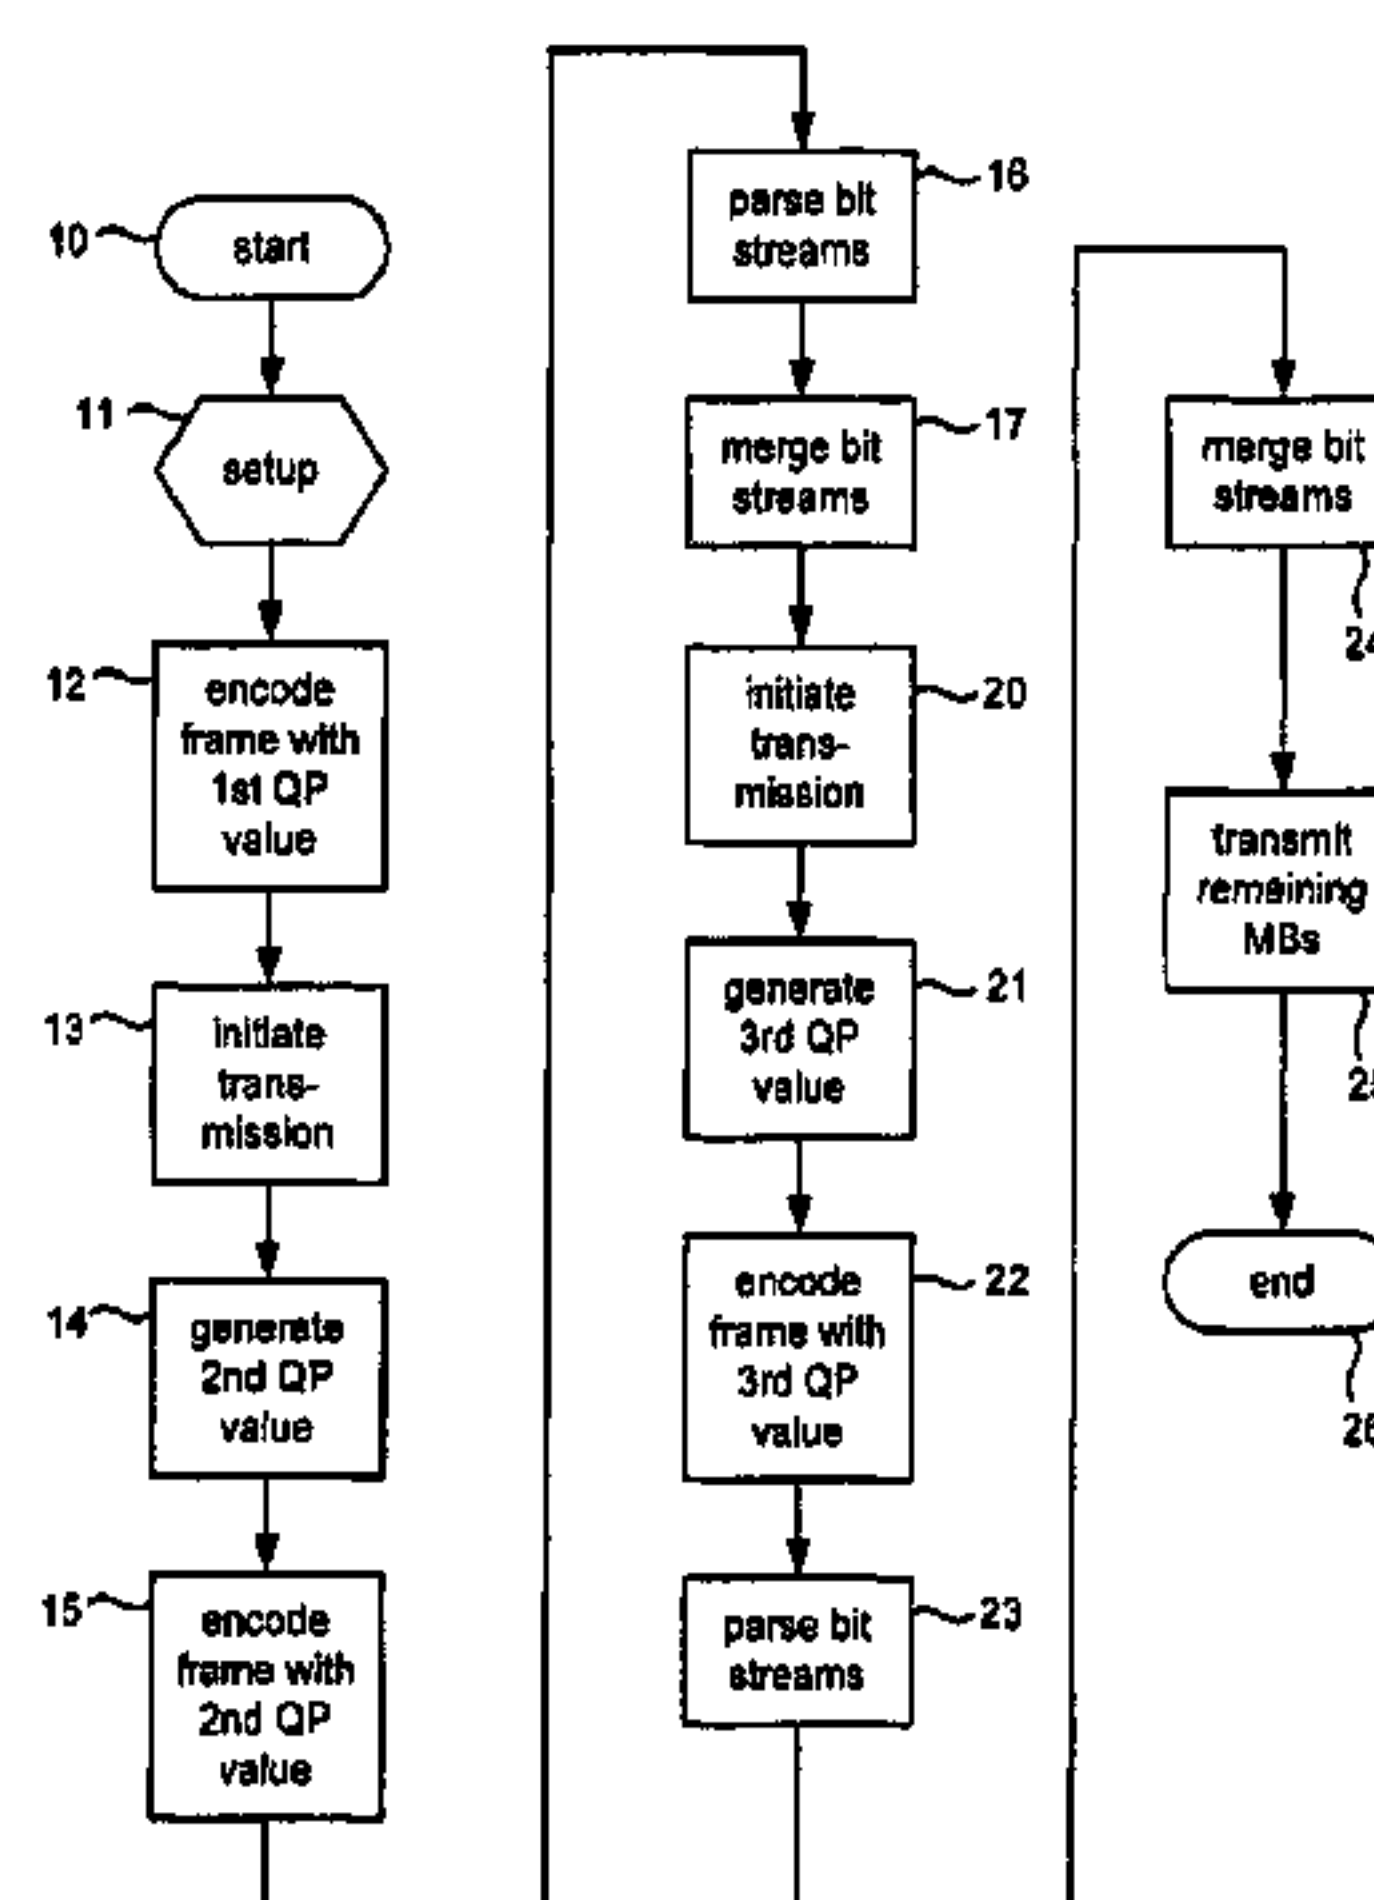 10
start
11
setup
12
encode
frame with
1st QP
value
13
initiate
trans-
mission
14
generate
2nd QP
value
15
encode
frame with
2nd QP
value
16
parse bit
streams
17
merge bit
streams
20
initiate
trans-
mission
21
generate
3rd QP
value
22
encode
frame with
3rd QP
value
23
parse bit
streams
merge bit
streams
24
transmit
remaining
MBs
end
26